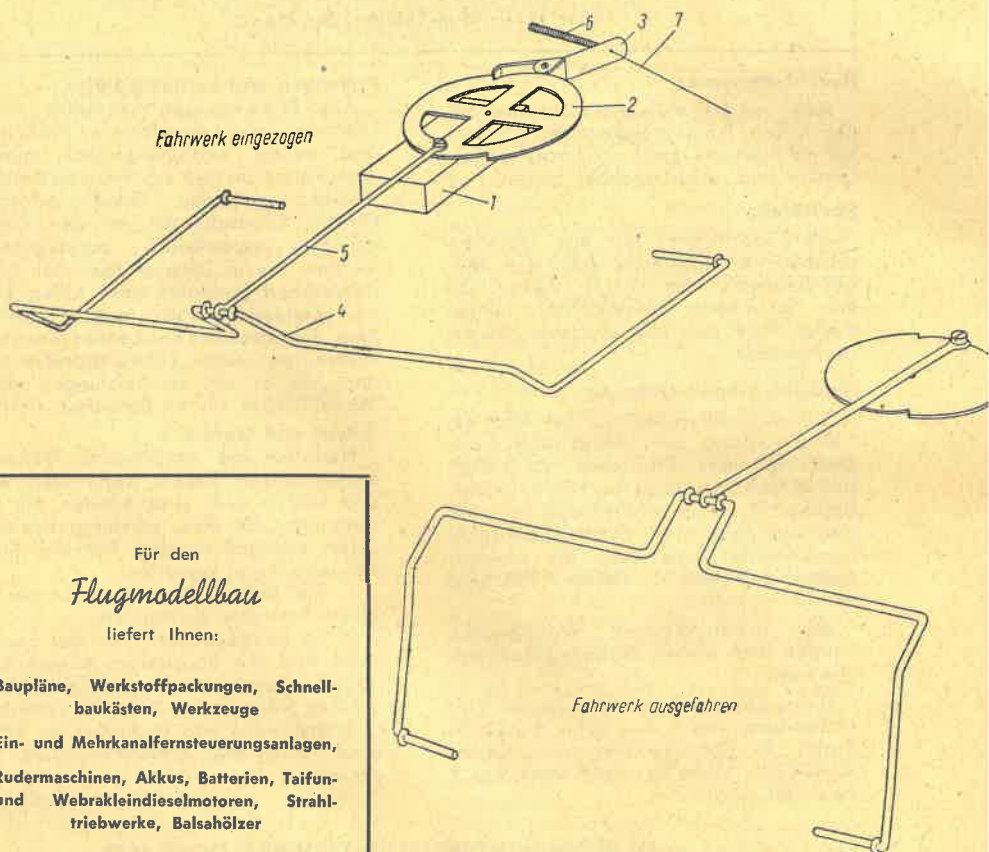 6
3
7
2
Fahrwerk eingezogen
1
5
4
Für den
Flugmodellbau
liefert Ihnen:
Baupläne, Werkstoffpackungen, Schnell-
baukästen, Werkzeuge
Ein- und Mehrkanalfernsteuerungsanlagen,
Rudermaschinen, Akkus, Batterien, Taifun-
und Webrakleindieselmotoren, Strahl-
triebwerke, Balsahölzer
Fahrwerk ausgefahren